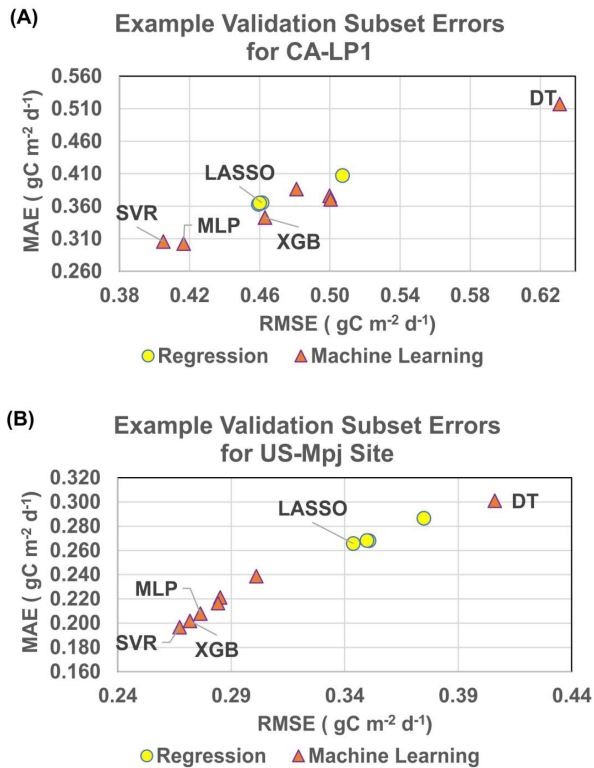 (A)
Example Validation Subset Errors
for CA-LP1
MAE ( gC m-2 d-1)
0.560
0.510
0.460
0.410
0.360
0.310
0.260
DT
LASSO
SVR
MLP
XGB
0.38 0.42 0.46 0.50 0.54 0.58 0.62
RMSE ( gC m-2 d-1)
Regression Machine Learning
(B)
Example Validation Subset Errors
for US-Mpj Site
MAE ( gC m-2 d-1)
0.320
0.300
0.280
0.260
0.240
0.220
0.200
0.180
0.160
DT
LASSO
MLP
SVR
XGB
0.24 0.29 0.34 0.39 0.44
RMSE ( gC m-2 d-1)
Regression Machine Learning